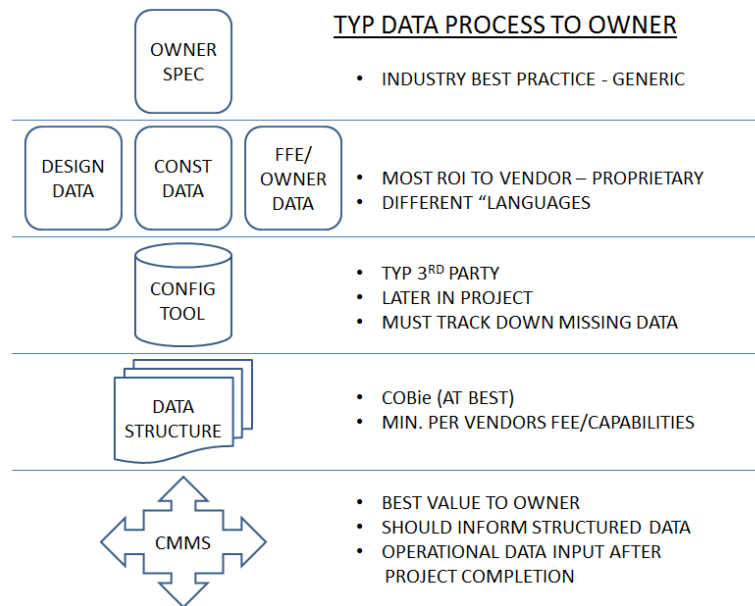 TYP DATA PROCESS TO OWNER
OWNER
SPEC
• INDUSTRY BEST PRACTICE - GENERIC
DESIGN
DATA
CONST
DATA
FFE/
OWNER
DATA
• MOST ROI TO VENDOR – PROPRIETARY
• DIFFERENT “LANGUAGES
CONFIG
TOOL
• TYP 3RD PARTY
• LATER IN PROJECT
• MUST TRACK DOWN MISSING DATA
DATA
STRUCTURE
• COBie (AT BEST)
• MIN. PER VENDORS FEE/CAPABILITIES
CMMS
• BEST VALUE TO OWNER
• SHOULD INFORM STRUCTURED DATA
• OPERATIONAL DATA INPUT AFTER
PROJECT COMPLETION